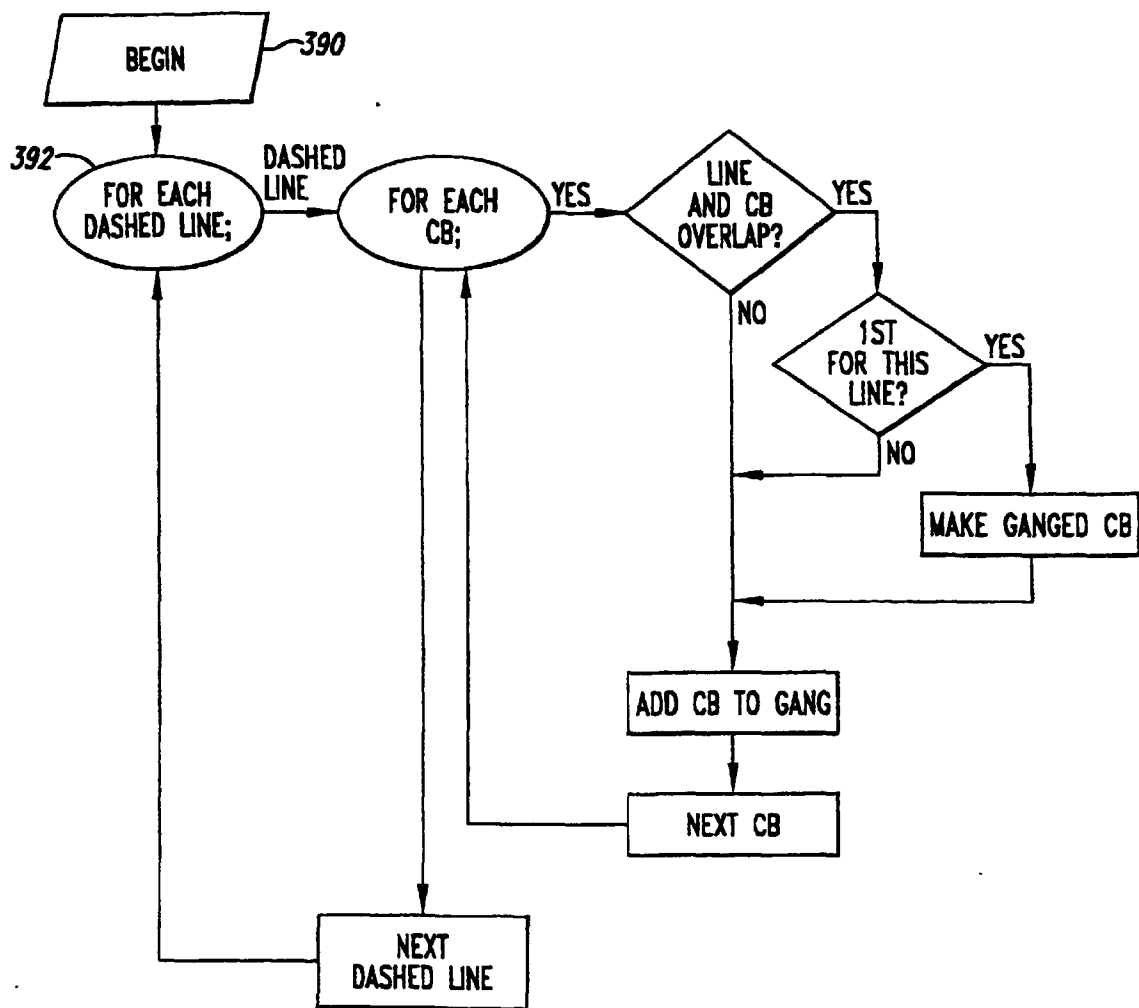 BEGIN
390
392
FOR EACH
DASHED LINE;
DASHED
LINE
FOR EACH
CB;
YES
LINE
AND CB
OVERLAP?
YES
NO
1ST
FOR THIS
LINE?
YES
NO
MAKE GANGED CB
ADD CB TO GANG
NEXT CB
NEXT
DASHED LINE